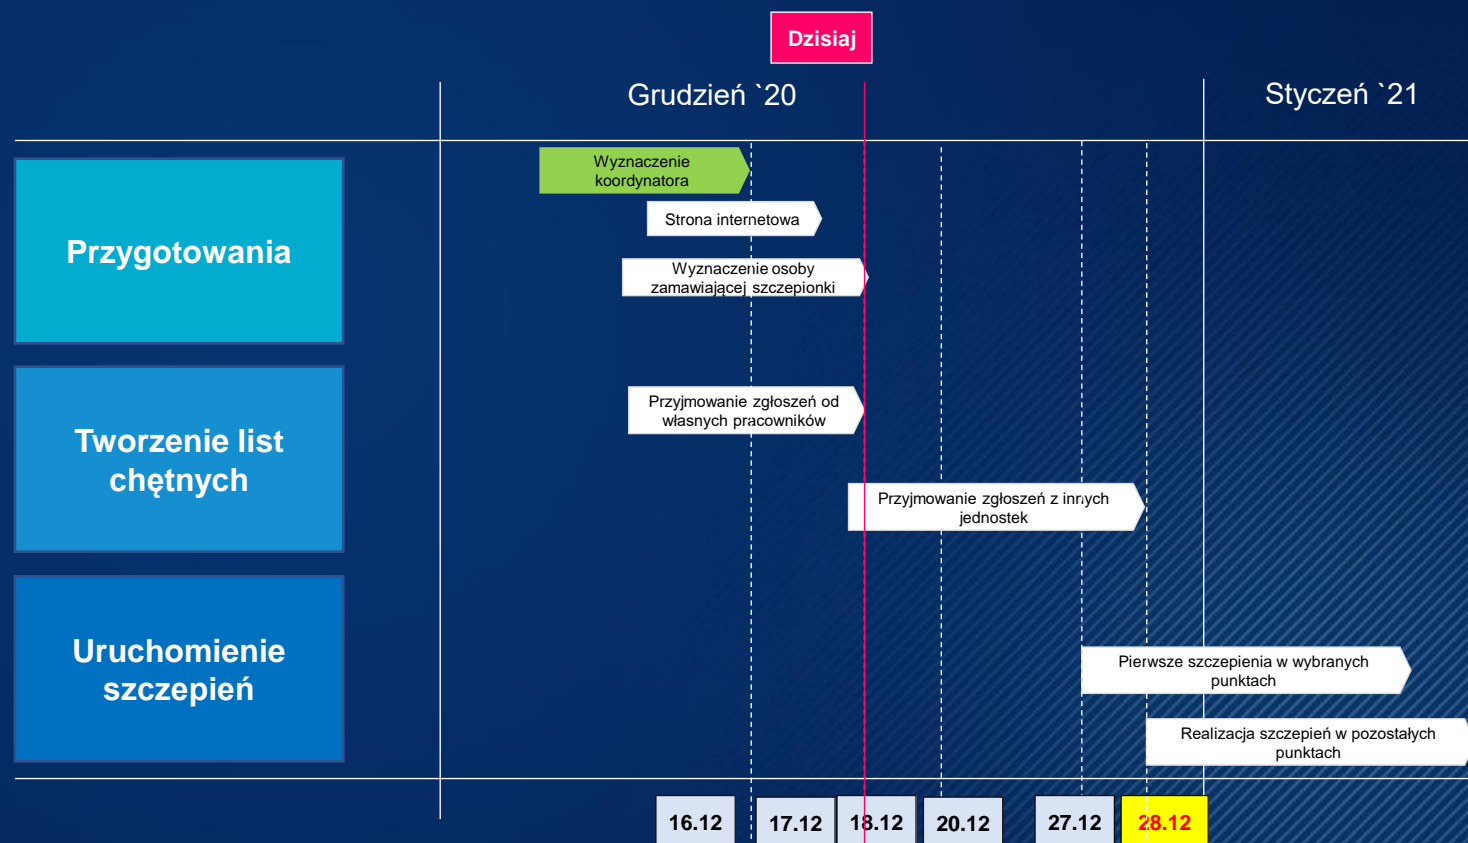 Dzisiaj
Grudzień `20
Styczeń `21
Przygotowania
Wyznaczenie
koordynatora
Strona internetowa
Wyznaczenie osoby
zamawiającej szczepionki
Tworzenie list
chętnych
Przyjmowanie zgłoszeń od
własnych pracowników
Przyjmowanie zgłoszeń z innych
jednostek
Uruchomienie
szczepień
Pierwsze szczepienia w wybranych
punktach
Realizacja szczepień w pozostałych
punktach
16.12
17.12
18.12
20.12
27.12
28.12